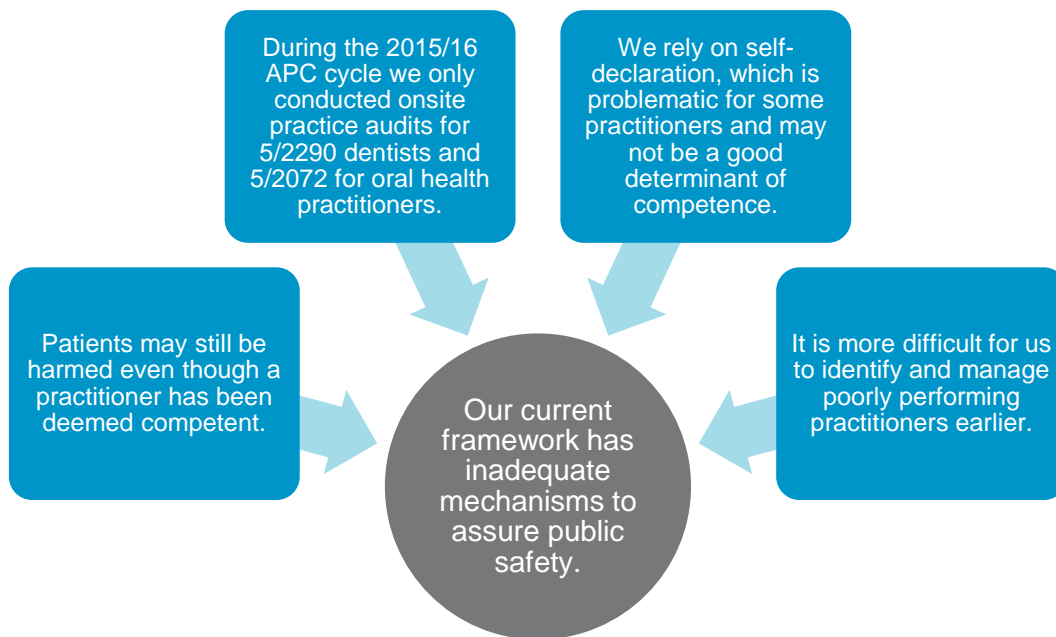 During the 2015/16
APC cycle we only
conducted onsite
practice audits for
5/2290 dentists and
5/2072 for oral health
practitioners.
We rely on self-
declaration, which is
problematic for some
practitioners and may
not be a good
determinant of
competence.
Patients may still be
harmed even though a
practitioner has been
deemed competent.
It is more difficult for us
to identify and manage
poorly performing
practitioners earlier.
Our current
framework has
inadequate
mechanisms to
assure public
safety.